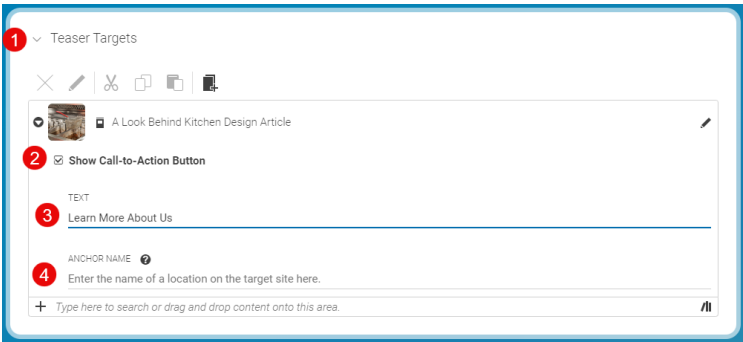 1 Teaser Targets
A Look Behind Kitchen Design Article
2 Show Call-to-Action Button
TEXT
3 Learn More About Us
ANCHOR NAME ?
4 Enter the name of a location on the target site here.
+ Type here to search or drag and drop content onto this area.